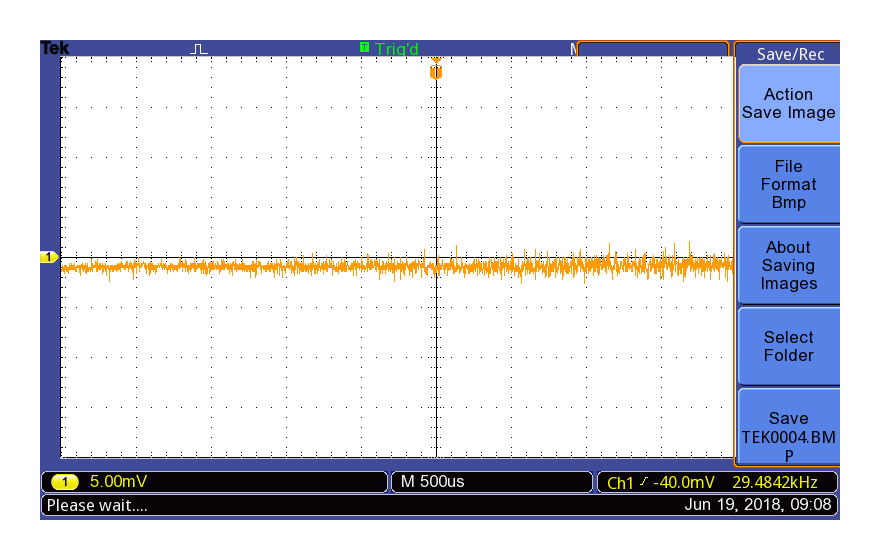 Tek
T Trig'd
M
Save/Rec
Action
Save Image
File
Format
Bmp
About
Saving
Images
Select
Folder
Save
TEK0004.BM
P
1
1 5.00mV
M 500us
Ch1 -40.0mV 29.4842kHz
Please wait....
Jun 19, 2018, 09:08